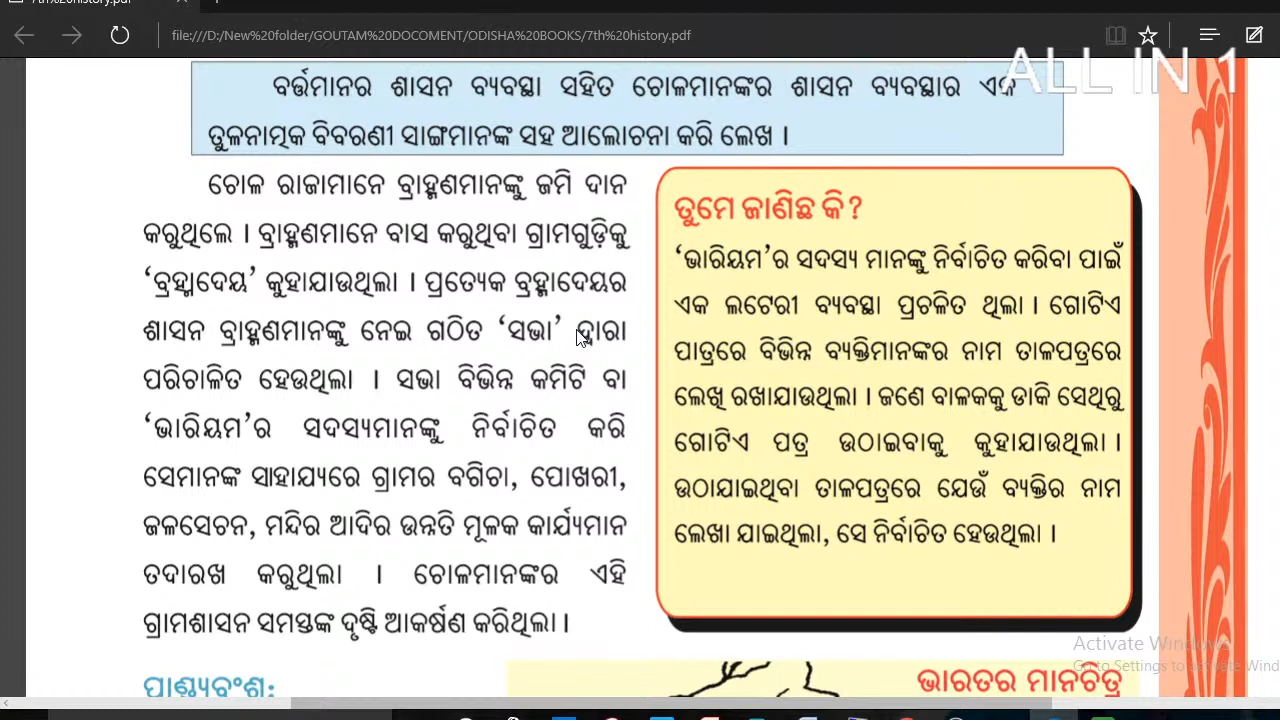 file:///D:/New%20folder/GOUTAM%20DOCOMENT/ODISHA%20BOOKS/7th%20history.pdf
ALL IN 1
ବର୍ତ୍ତମାନର ଶାସନ ବ୍ୟବସ୍ଥା ସହିତ ଚୋଳମାନଙ୍କର ଶାସନ ବ୍ୟବସ୍ଥାର ଏକ
ତୁଳନାତ୍ମକ ବିବରଣୀ ସାଙ୍ଗମାନଙ୍କ ସହ ଆଲୋଚନା କରି ଲେଖ ।
ଚୋଳ ରାଜାମାନେ ବ୍ରାହ୍ମଣମାନଙ୍କୁ ଜମି ଦାନ
କରୁଥିଲେ । ବ୍ରାହ୍ମଣମାନେ ବାସ କରୁଥିବା ଗ୍ରାମଗୁଡ଼ିକୁ
‘ବ୍ରହ୍ମାଦେୟ’ କୁହାଯାଉଥିଲା । ପ୍ରତ୍ୟେକ ବ୍ରହ୍ମାଦେୟର
ଶାସନ ବ୍ରାହ୍ମଣମାନଙ୍କୁ ନେଇ ଗଠିତ ‘ସଭା’ ଦ୍ୱାରା
ପରିଚାଳିତ ହେଉଥିଲା । ସଭା ବିଭିନ୍ନ କମିଟି ବା
‘ଭାରିୟମ’ର ସଦସ୍ୟମାନଙ୍କୁ ନିର୍ବାଚିତ କରି
ସେମାନଙ୍କ ସାହାଯ୍ୟରେ ଗ୍ରାମର ବଗିଚା, ପୋଖରୀ,
ଜଳସେଚନ, ମନ୍ଦିର ଆଦିର ଉନ୍ନତି ମୂଳକ କାର୍ଯ୍ୟମାନ
ତଦାରଖ କରୁଥିଲା । ଚୋଳମାନଙ୍କର ଏହି
ଗ୍ରାମଶାସନ ସମସ୍ତଙ୍କ ଦୃଷ୍ଟି ଆକର୍ଷଣ କରିଥିଲା ।
ପାଣ୍ଡ୍ୟବଂଶ:
ତୁମେ ଜାଣିଛ କି?
‘ଭାରିୟମ’ର ସଦସ୍ୟ ମାନଙ୍କୁ ନିର୍ବାଚିତ କରିବା ପାଇଁ
ଏକ ଲଟେରୀ ବ୍ୟବସ୍ଥା ପ୍ରଚଳିତ ଥିଲା । ଗୋଟିଏ
ପାତ୍ରରେ ବିଭିନ୍ନ ବ୍ୟକ୍ତିମାନଙ୍କର ନାମ ତାଳପତ୍ରରେ
ଲେଖି ରଖାଯାଉଥିଲା । ଜଣେ ବାଳକକୁ ଡାକି ସେଥିରୁ
ଗୋଟିଏ ପତ୍ର ଉଠାଇବାକୁ କୁହାଯାଉଥିଲା ।
ଉଠାଯାଇଥିବା ତାଳପତ୍ରରେ ଯେଉଁ ବ୍ୟକ୍ତିର ନାମ
ଲେଖା ଯାଇଥିଲା, ସେ ନିର୍ବାଚିତ ହେଉଥିଲା ।
Activate Windows
Go to Settings to activate Wind
ଭାରତର ମାନଚିତ୍ର